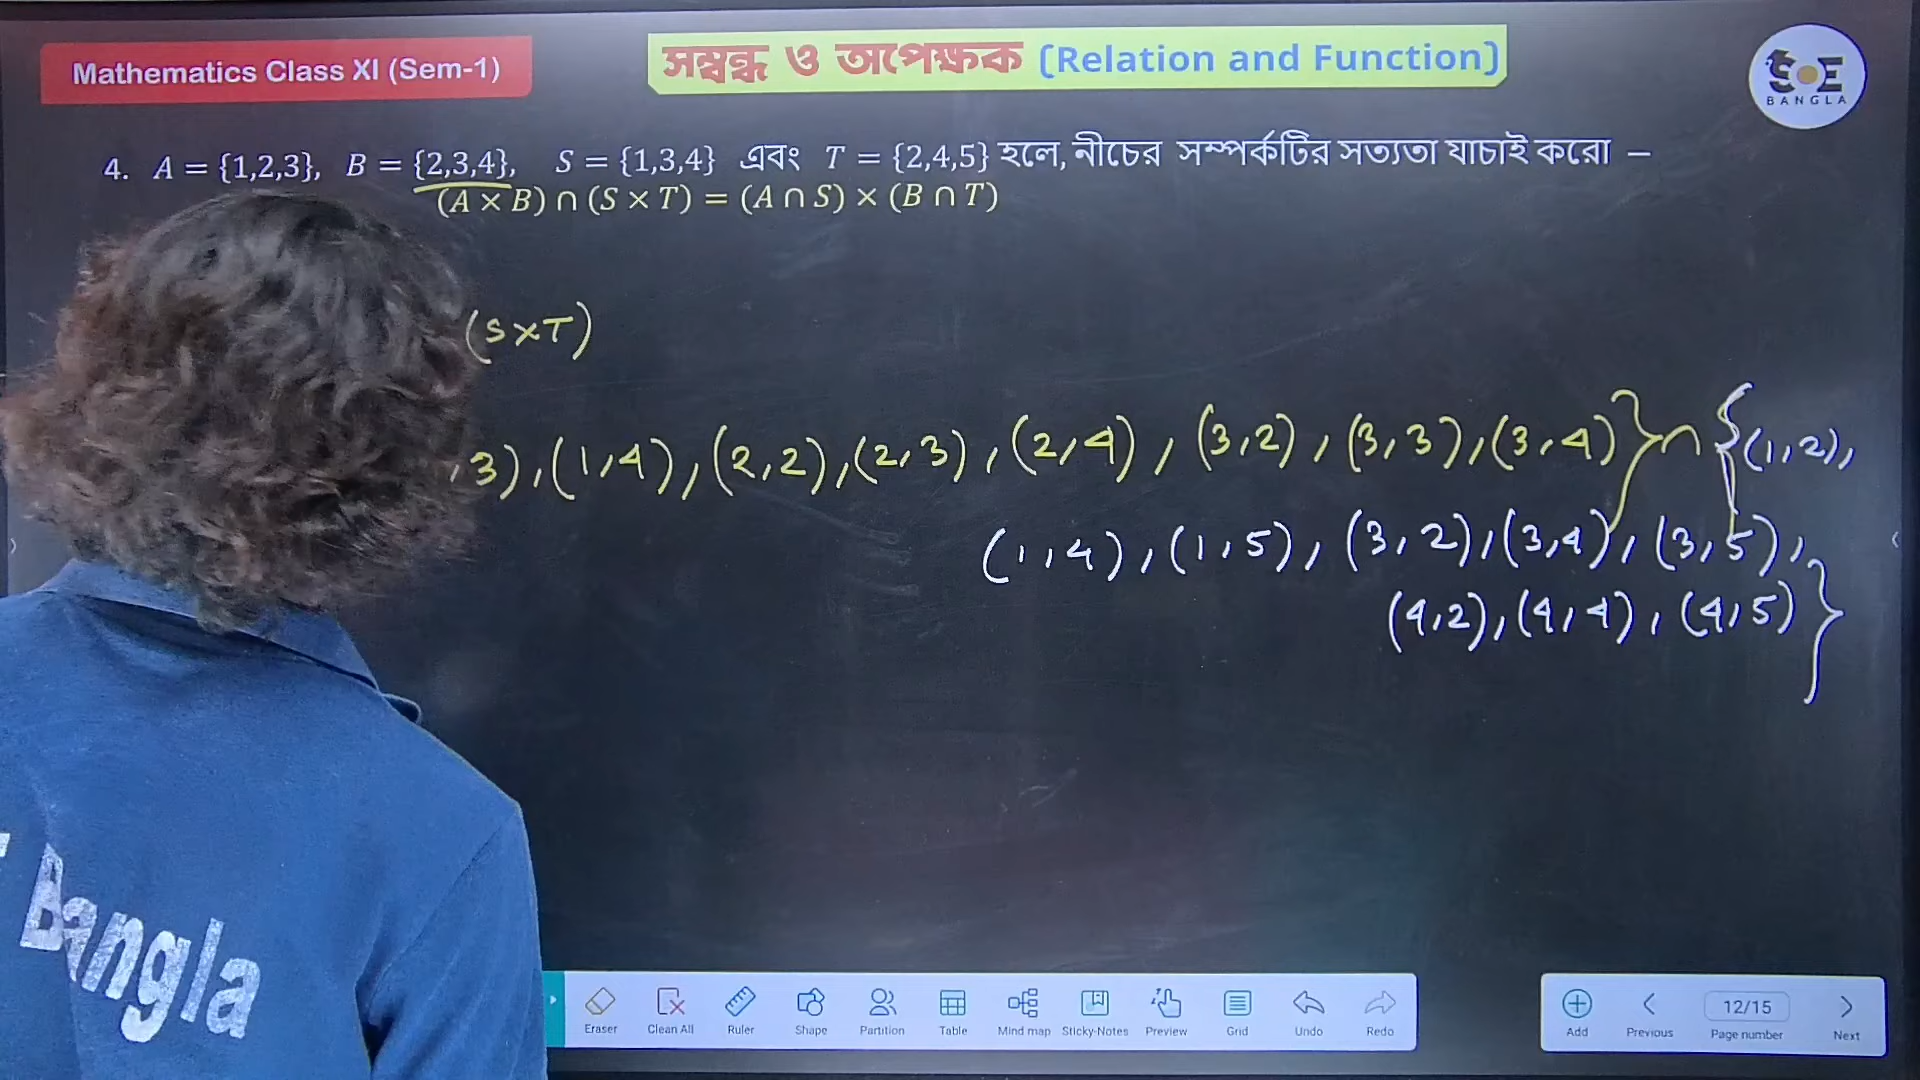 Mathematics Class XI (Sem-1)
সম্বন্ধ ও অপেক্ষক (Relation and Function)
SOE
BANGLA
4. A = {1,2,3}, B = {2,3,4}, S = {1,3,4} এবং T = {2,4,5} হলে, নীচের সম্পর্কটির সত্যতা যাচাই করো –
(A × B) ∩ (S × T) = (A ∩ S) × (B ∩ T)
(S×T)
,3),(1,4),(2,2),(2,3),(2,4),(3,2),(3,3),(3,4)}∩{(1,2),
(1,4),(1,5),(3,2),(3,4),(3,5),
(4,2),(4,4),(4,5)}
Bangla
Eraser Clean All Ruler Shape Partition Table Mind map Sticky-Notes Preview Grid Undo Redo
Add Previous 12/15 Page number Next